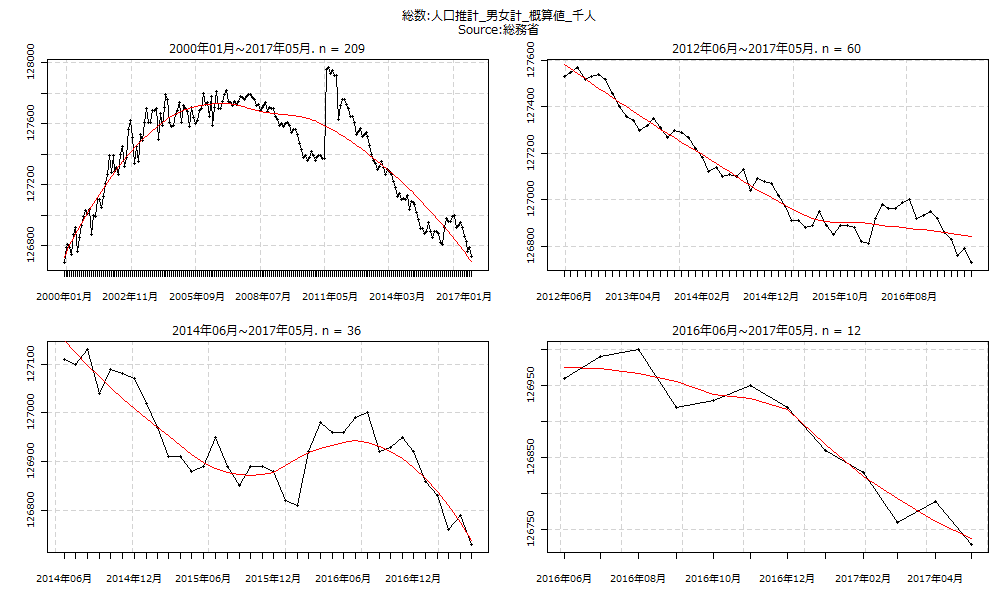 総数:人口推計_男女計_概算値_千人
Source:総務省
2000年01月~2017年05月. n = 209
128000
127600
127200
126800
2000年01月 2002年11月 2005年09月 2008年07月 2011年05月 2014年03月 2017年01月
2012年06月~2017年05月. n = 60
127600
127400
127200
127000
126800
2012年06月 2013年04月 2014年02月 2014年12月 2015年10月 2016年08月
2014年06月~2017年05月. n = 36
127100
127000
126900
126800
2014年06月 2014年12月 2015年06月 2015年12月 2016年06月 2016年12月
2016年06月~2017年05月. n = 12
126950
126850
126750
2016年06月 2016年08月 2016年10月 2016年12月 2017年02月 2017年04月